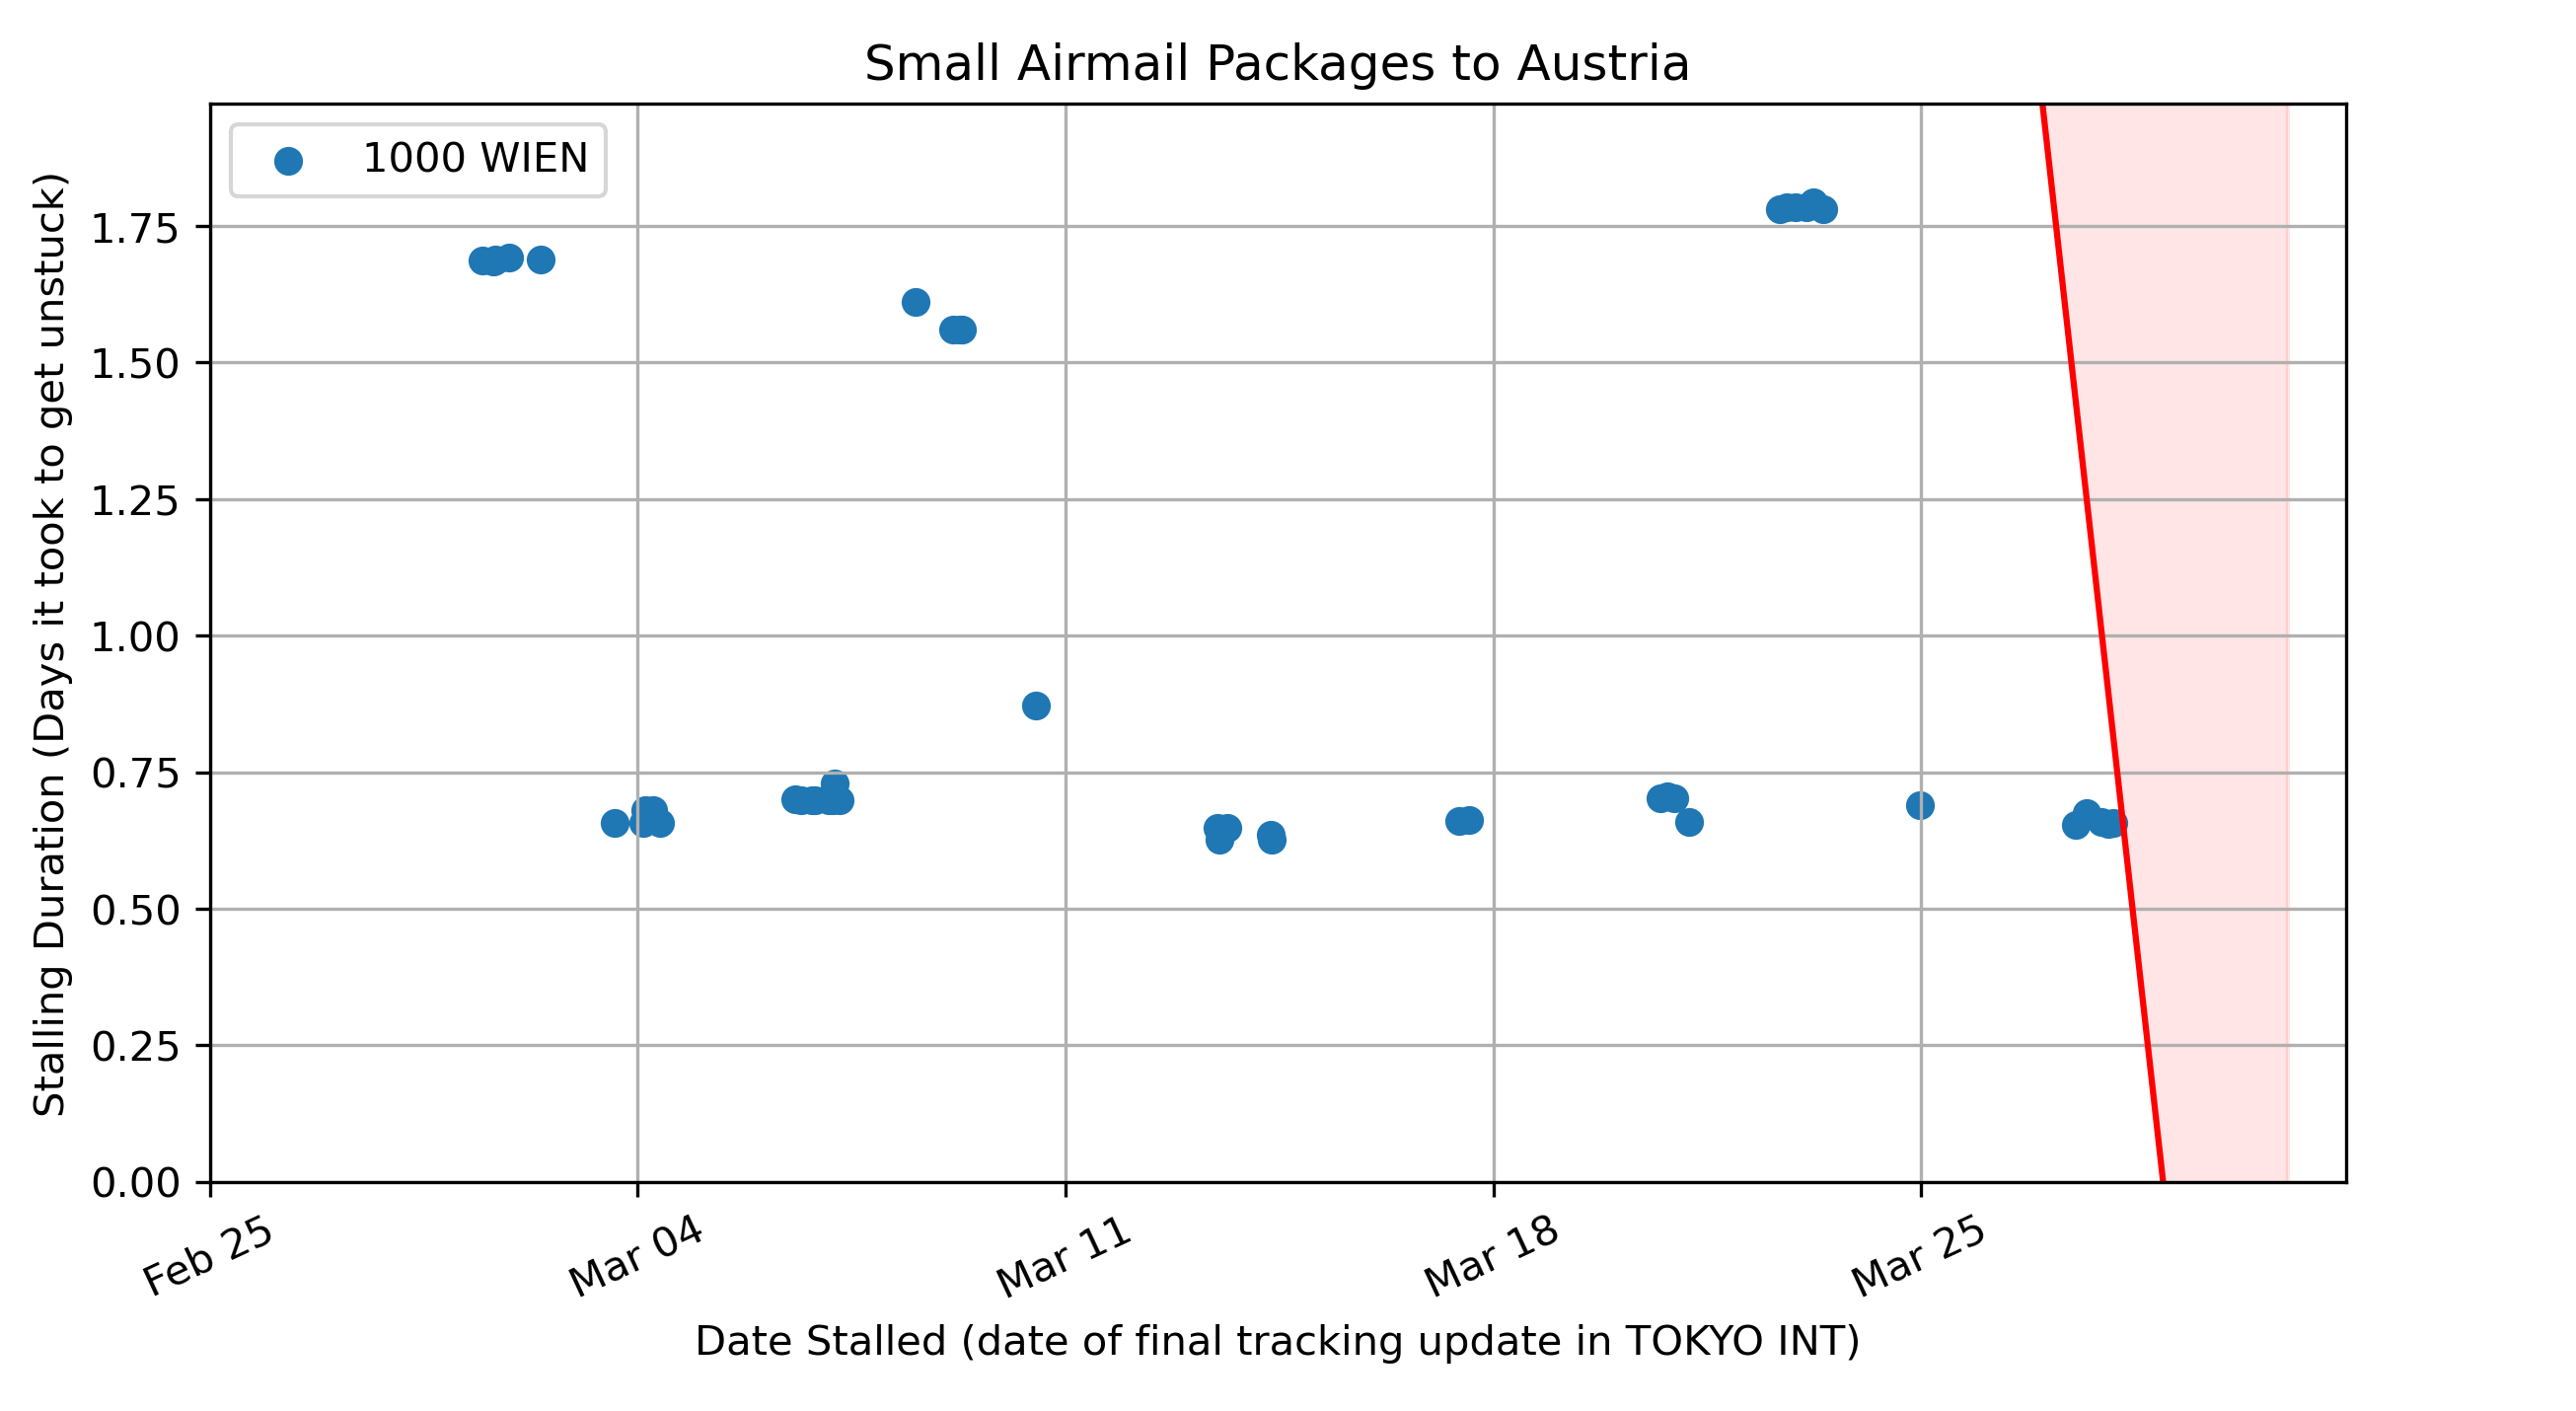 Small Airmail Packages to Austria
1000 WIEN
Stalling Duration (Days it took to get unstuck)
1.75
1.50
1.25
1.00
0.75
0.50
0.25
0.00
Feb 25
Mar 04
Mar 11
Mar 18
Mar 25
Date Stalled (date of final tracking update in TOKYO INT)